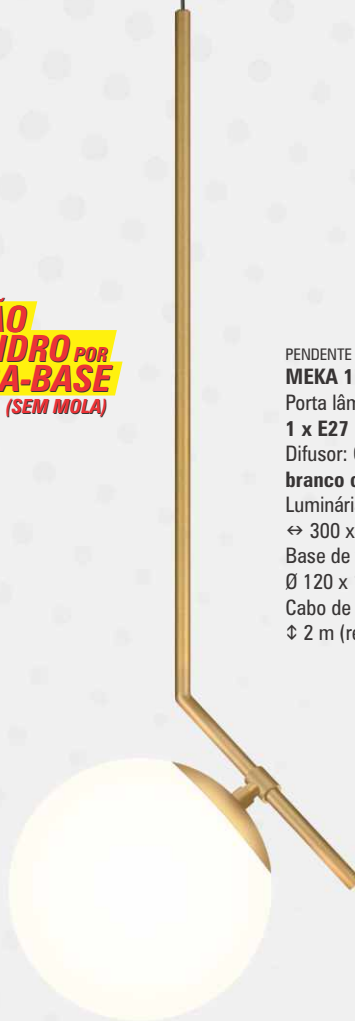 ÃO
IDRO POR
A-BASE
(SEM MOLA)
PENDENTE
MEKA 1
Porta lâm
1 x E27
Difusor:
branco
Luminári
↔ 300 x
Base de
Ø 120 x
Cabo de
↕ 2 m (re